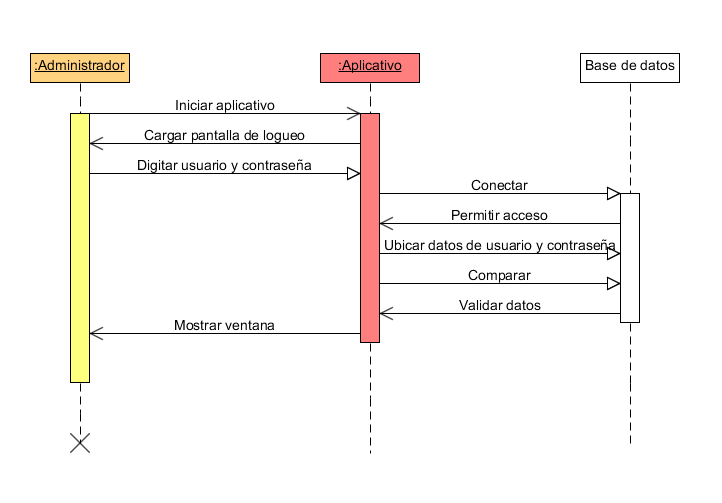 :Administrador
:Aplicativo
Base de datos
Iniciar aplicativo
Cargar pantalla de logueo
Digitar usuario y contraseña
Conectar
Permitir acceso
Ubicar datos de usuario y contraseña
Comparar
Validar datos
Mostrar ventana